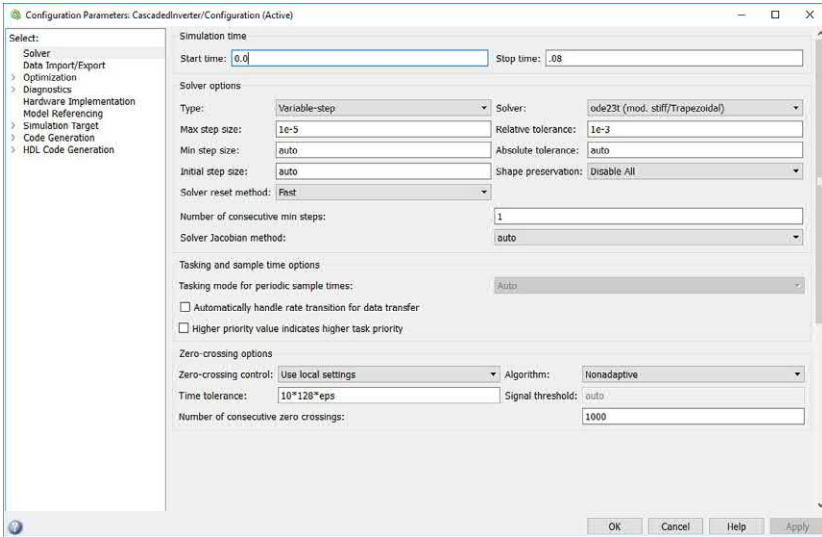 Configuration Parameters: CascadedInverter/Configuration (Active)
Select:
Solver
Data Import/Export
Optimization
Diagnostics
Hardware Implementation
Model Referencing
Simulation Target
Code Generation
HDL Code Generation
Simulation time
Start time: 0.0 Stop time: .08
Solver options
Type: Variable-step Solver: ode23t (mod. stiff/Trapezoidal)
Max step size: 1e-5 Relative tolerance: 1e-3
Min step size: auto Absolute tolerance: auto
Initial step size: auto Shape preservation: Disable All
Solver reset method: Fast
Number of consecutive min steps: 1
Solver Jacobian method: auto
Tasking and sample time options
Tasking mode for periodic sample times: Auto
Automatically handle rate transition for data transfer
Higher priority value indicates higher task priority
Zero-crossing options
Zero-crossing control: Use local settings Algorithm: Nonadaptive
Time tolerance: 10*128*eps Signal threshold: auto
Number of consecutive zero crossings: 1000
OK Cancel Help Apply